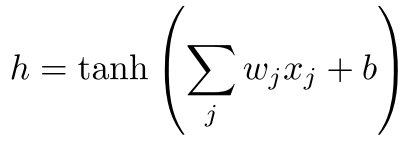 h = tanh ( ∑_j w_j x_j + b )